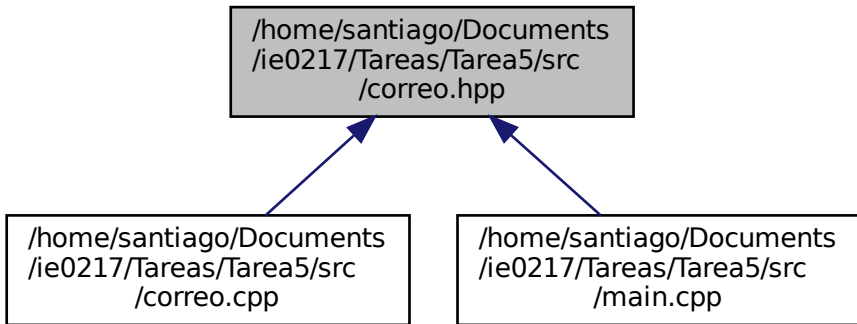 /home/santiago/Documents
/ie0217/Tareas/Tarea5/src
/correo.hpp
/home/santiago/Documents
/ie0217/Tareas/Tarea5/src
/correo.cpp
/home/santiago/Documents
/ie0217/Tareas/Tarea5/src
/main.cpp